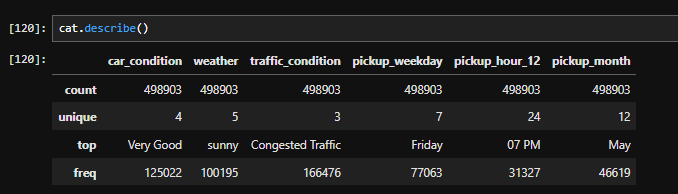 [120]: cat.describe()
[120]: car_condition weather traffic_condition pickup_weekday pickup_hour_12 pickup_month
count 498903 498903 498903 498903 498903 498903
unique 4 5 3 7 24 12
top Very Good sunny Congested Traffic Friday 07 PM May
freq 125022 100195 166476 77063 31327 46619